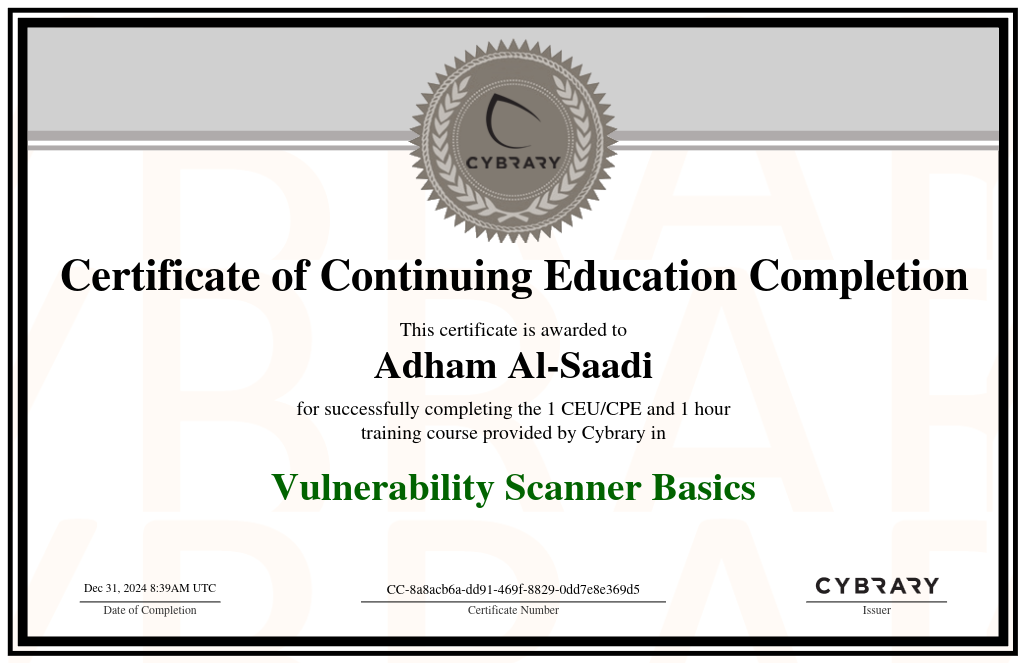 CYBRARY
Certificate of Continuing Education Completion
This certificate is awarded to
Adham Al-Saadi
for successfully completing the 1 CEU/CPE and 1 hour
training course provided by Cybrary in
Vulnerability Scanner Basics
Dec 31, 2024 8:39AM UTC
CC-8a8acb6a-dd91-469f-8829-0dd7e8e369d5
CYBRARY
Date of Completion
Certificate Number
Issuer